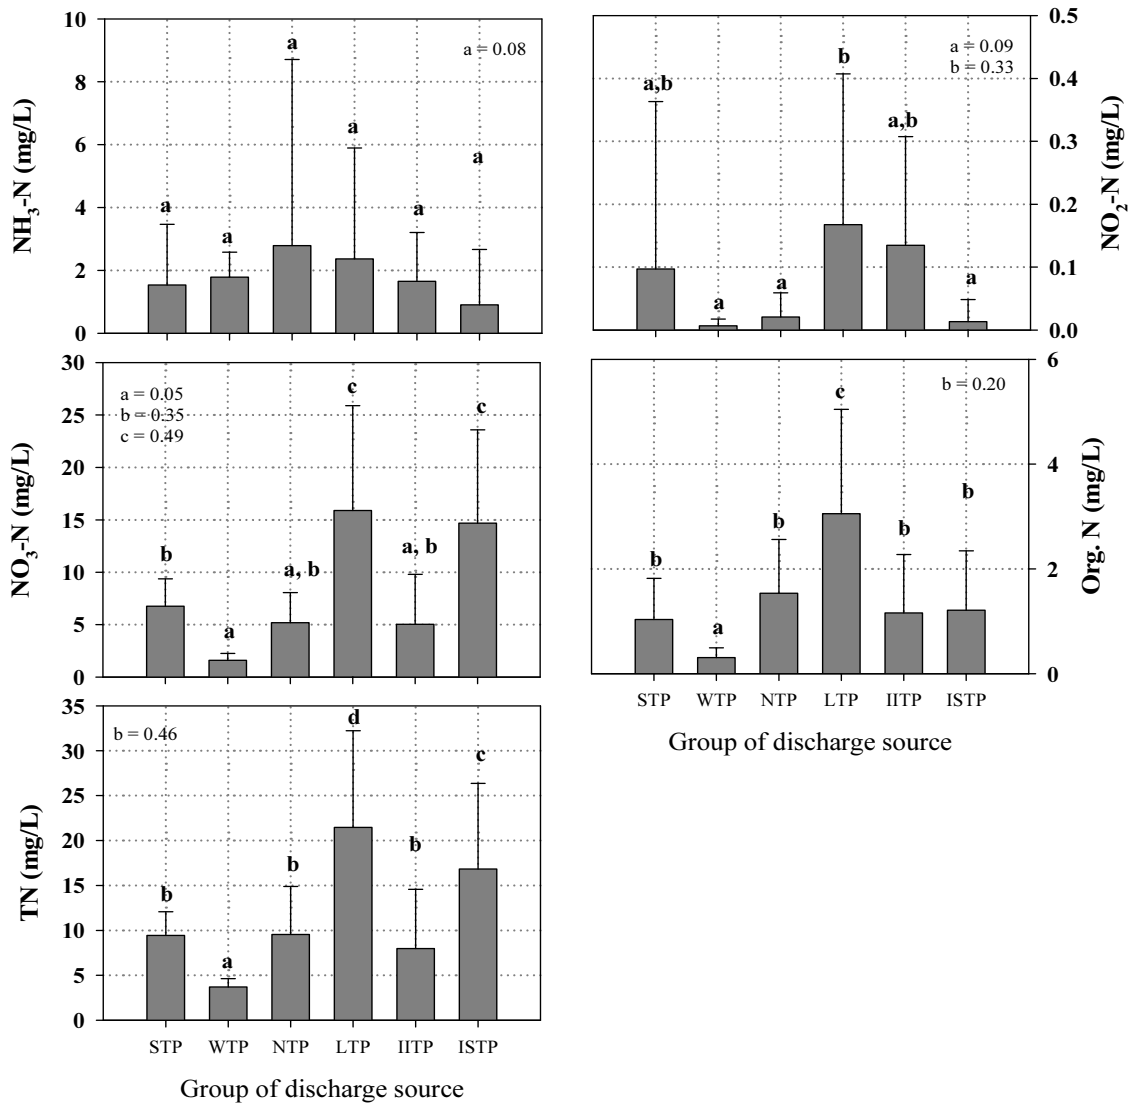 NH3-N (mg/L)
10
8
6
4
2
0
a = 0.08
a
a
a
a
a
a
NO2-N (mg/L)
0.5
0.4
0.3
0.2
0.1
0.0
a = 0.09
b = 0.33
a,b
a
a
b
a,b
a
NO3-N (mg/L)
30
25
20
15
10
5
0
a = 0.05
b = 0.35
c = 0.49
b
a
a, b
c
a, b
c
Org. N (mg/L)
6
4
2
0
b = 0.20
b
a
b
c
b
b
STP WTP NTP LTP IITP ISTP
Group of discharge source
TN (mg/L)
35
30
25
20
15
10
5
0
b = 0.46
b
a
b
d
b
c
STP WTP NTP LTP IITP ISTP
Group of discharge source